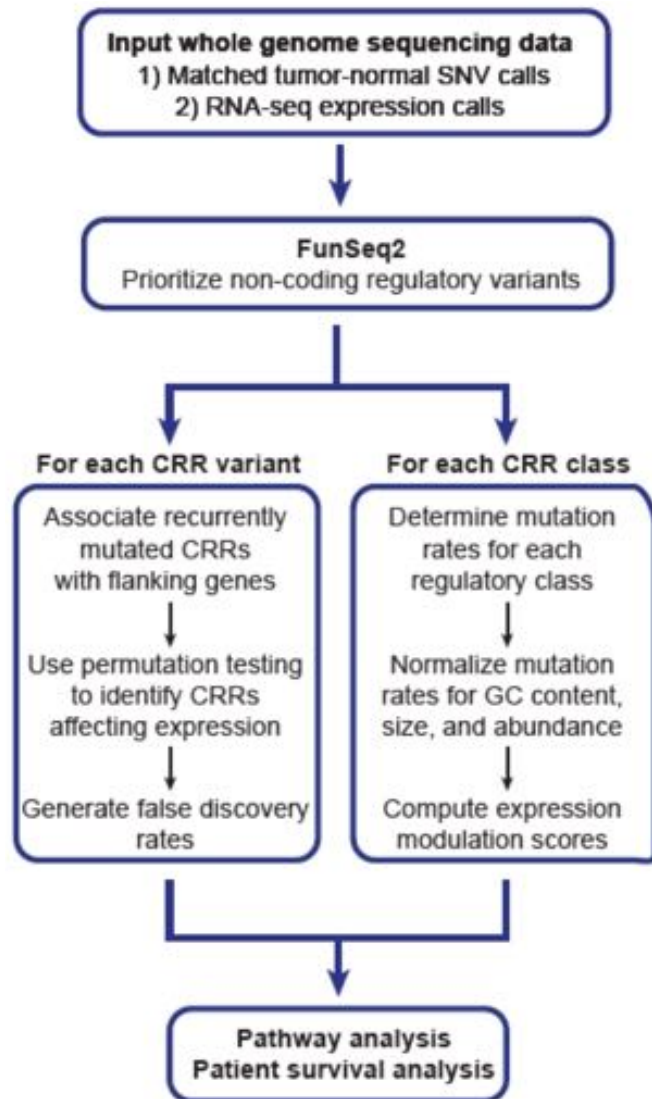 Input whole genome sequencing data
1) Matched tumor-normal SNV calls
2) RNA-seq expression calls
FunSeq2
Prioritize non-coding regulatory variants
For each CRR variant
Associate recurrently
mutated CRRs
with flanking genes
Use permutation testing
to identify CRRs
affecting expression
Generate false discovery
rates
For each CRR class
Determine mutation
rates for each
regulatory class
Normalize mutation
rates for GC content,
size, and abundance
Compute expression
modulation scores
Pathway analysis
Patient survival analysis